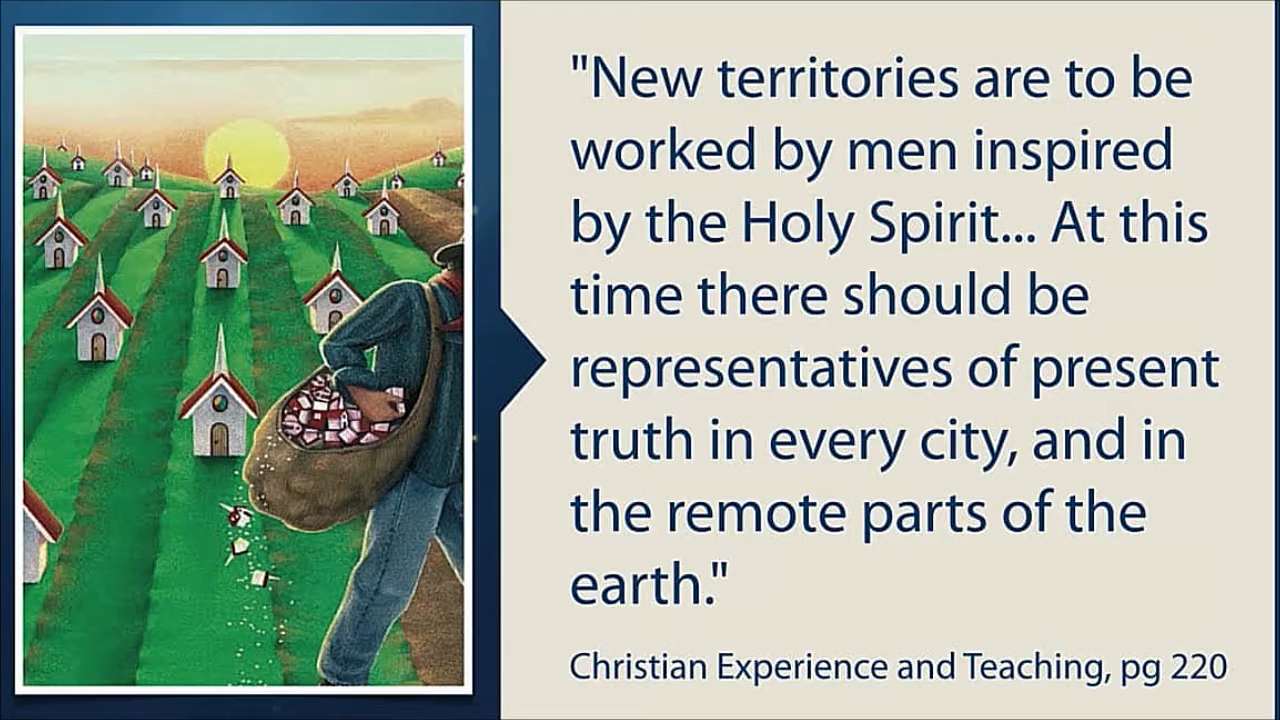 "New territories are to be
worked by men inspired
by the Holy Spirit... At this
time there should be
representatives of present
truth in every city, and in
the remote parts of the
earth."
Christian Experience and Teaching, pg 220